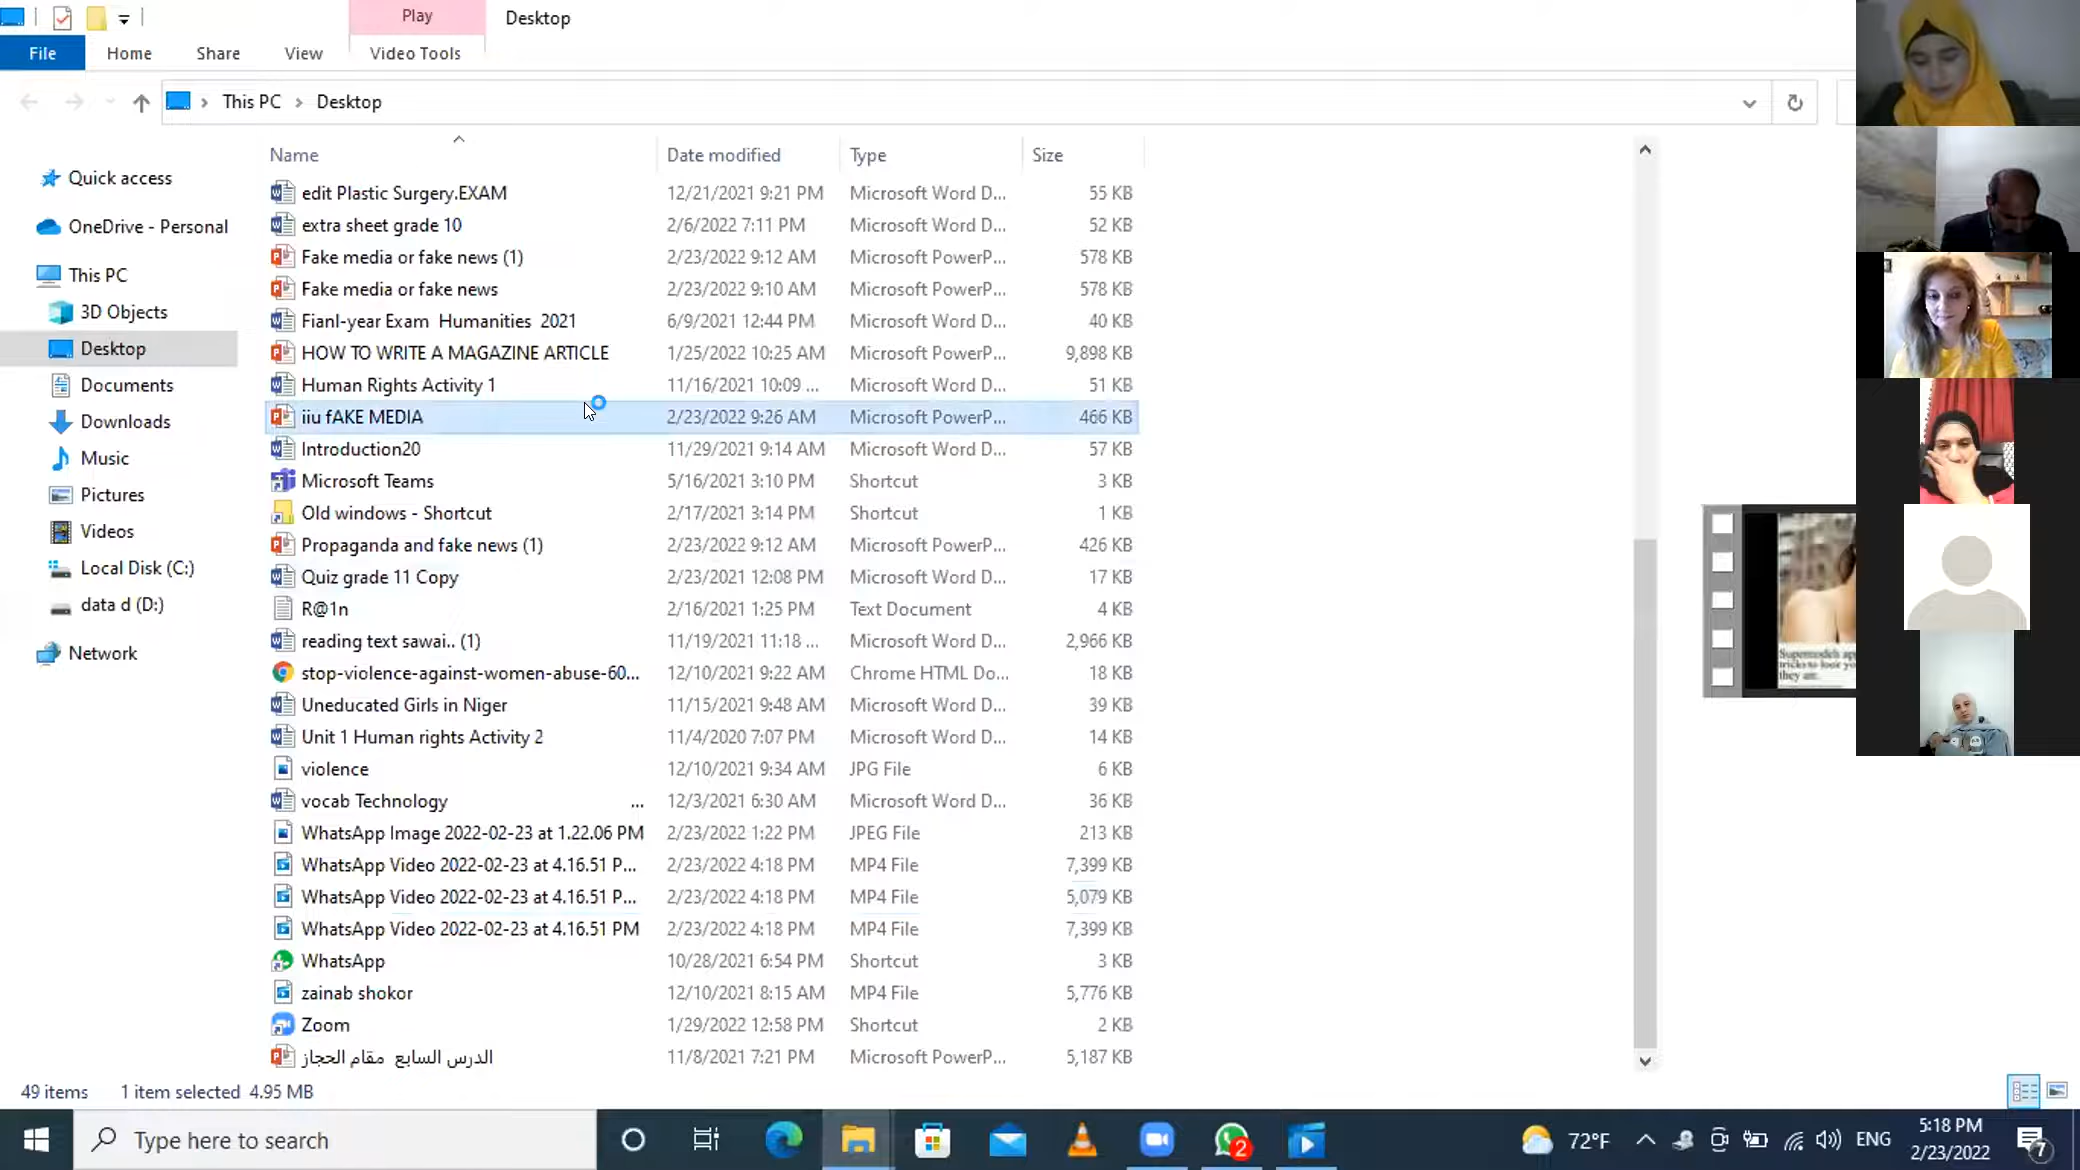 Play
Desktop
File
Home
Share
View
Video Tools
This PC
Desktop
Name
Date modified
Type
Size
Quick access
OneDrive - Personal
This PC
3D Objects
Desktop
Documents
Downloads
Music
Pictures
Videos
Local Disk (C:)
data d (D:)
Network
edit Plastic Surgery.EXAM 12/21/2021 9:21 PM Microsoft Word D... 55 KB
extra sheet grade 10 2/6/2022 7:11 PM Microsoft Word D... 52 KB
Fake media or fake news (1) 2/23/2022 9:12 AM Microsoft PowerP... 578 KB
Fake media or fake news 2/23/2022 9:10 AM Microsoft PowerP... 578 KB
Fianl-year Exam Humanities 2021 6/9/2021 12:44 PM Microsoft Word D... 40 KB
HOW TO WRITE A MAGAZINE ARTICLE 1/25/2022 10:25 AM Microsoft PowerP... 9,898 KB
Human Rights Activity 1 11/16/2021 10:09 ... Microsoft Word D... 51 KB
iiu fAKE MEDIA 2/23/2022 9:26 AM Microsoft PowerP... 466 KB
Introduction20 11/29/2021 9:14 AM Microsoft Word D... 57 KB
Microsoft Teams 5/16/2021 3:10 PM Shortcut 3 KB
Old windows - Shortcut 2/17/2021 3:14 PM Shortcut 1 KB
Propaganda and fake news (1) 2/23/2022 9:12 AM Microsoft PowerP... 426 KB
Quiz grade 11 Copy 2/23/2021 12:08 PM Microsoft Word D... 17 KB
R@1n 2/16/2021 1:25 PM Text Document 4 KB
reading text sawai.. (1) 11/19/2021 11:18 ... Microsoft Word D... 2,966 KB
stop-violence-against-women-abuse-60... 12/10/2021 9:22 AM Chrome HTML Do... 18 KB
Uneducated Girls in Niger 11/15/2021 9:48 AM Microsoft Word D... 39 KB
Unit 1 Human rights Activity 2 11/4/2020 7:07 PM Microsoft Word D... 14 KB
violence 12/10/2021 9:34 AM JPG File 6 KB
vocab Technology ... 12/3/2021 6:30 AM Microsoft Word D... 36 KB
WhatsApp Image 2022-02-23 at 1.22.06 PM 2/23/2022 1:22 PM JPEG File 213 KB
WhatsApp Video 2022-02-23 at 4.16.51 P... 2/23/2022 4:18 PM MP4 File 7,399 KB
WhatsApp Video 2022-02-23 at 4.16.51 P... 2/23/2022 4:18 PM MP4 File 5,079 KB
WhatsApp Video 2022-02-23 at 4.16.51 PM 2/23/2022 4:18 PM MP4 File 7,399 KB
WhatsApp 10/28/2021 6:54 PM Shortcut 3 KB
zainab shokor 12/10/2021 8:15 AM MP4 File 5,776 KB
Zoom 1/29/2022 12:58 PM Shortcut 2 KB
الدرس السابع مقام الحجاز 11/8/2021 7:21 PM Microsoft PowerP... 5,187 KB
Supermodels
tricks to look
they are.
49 items 1 item selected 4.95 MB
Type here to search
2
72°F
ENG
5:18 PM
2/23/2022
7